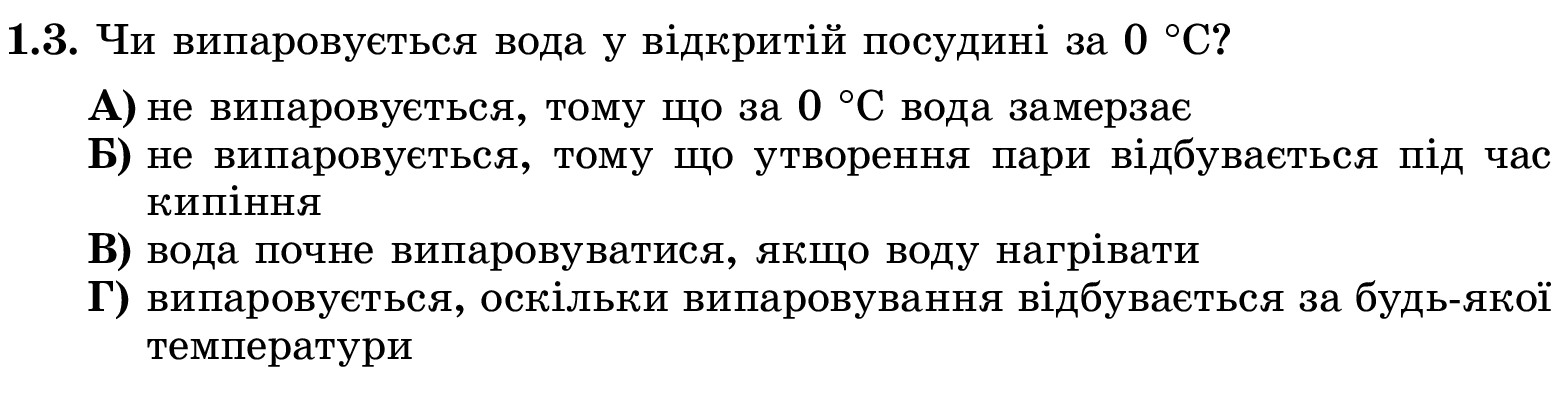 1.3. Чи випаровується вода у відкритій посудині за 0 °С?
А) не випаровується, тому що за 0 °С вода замерзає
Б) не випаровується, тому що утворення пари відбувається під час
кипіння
В) вода почне випаровуватися, якщо воду нагрівати
Г) випаровується, оскільки випаровування відбувається за будь-якої
температури